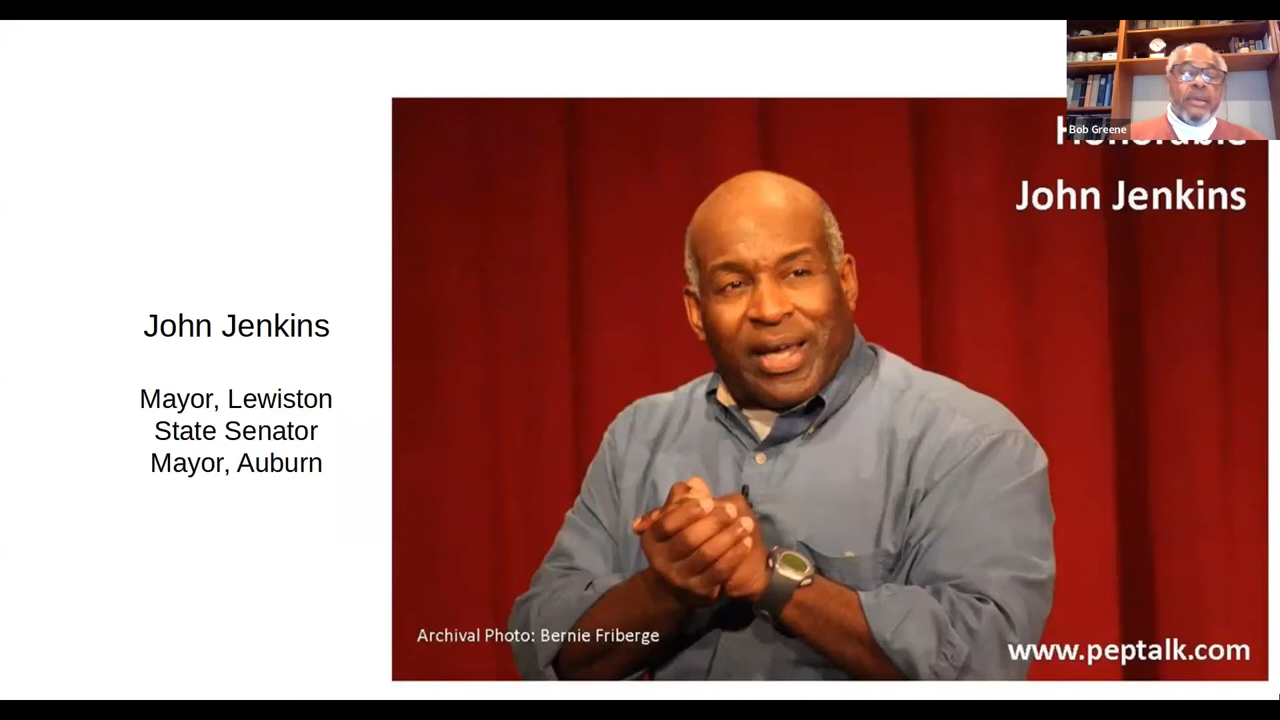 John Jenkins
Mayor, Lewiston
State Senator
Mayor, Auburn
Honorable
John Jenkins
Archival Photo: Bernie Friberge
www.peptalk.com
Bob Greene